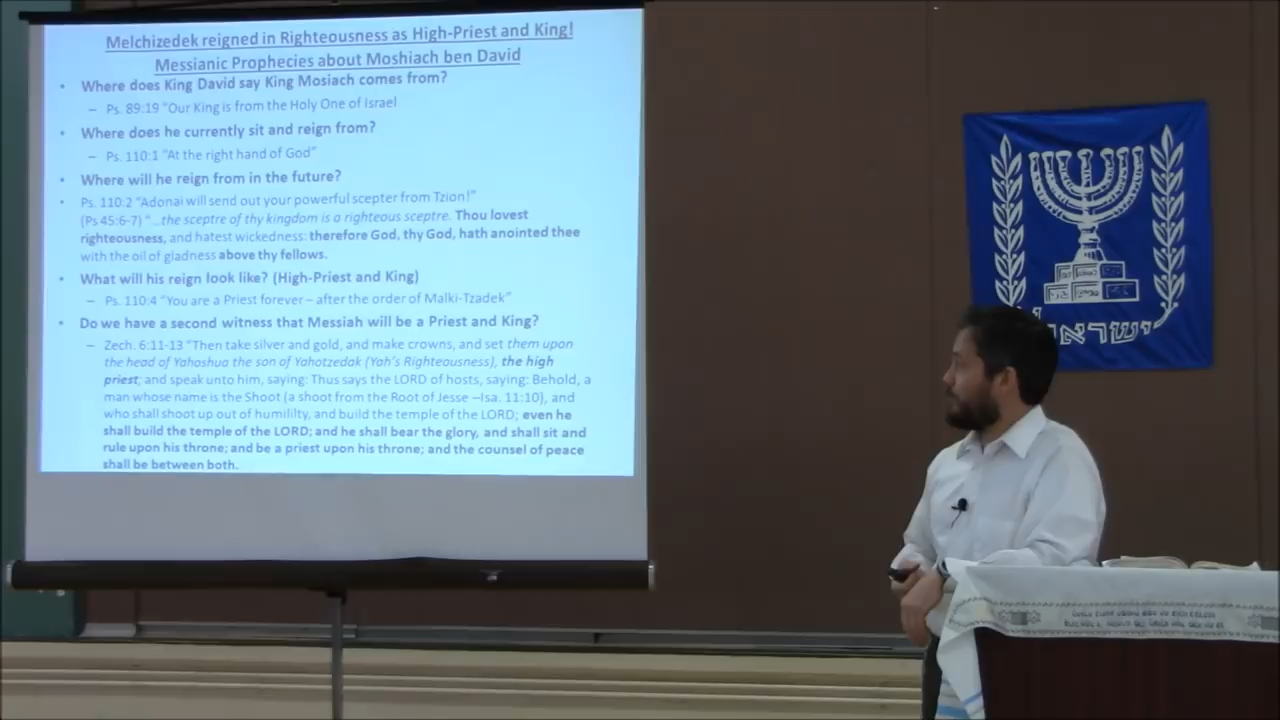 Melchizedek reigned in Righteousness as High-Priest and King!
Messianic Prophecies about Moshiach ben David
• Where does King David say King Mosiach comes from?
– Ps. 89:19 "Our King is from the Holy One of Israel
• Where does he currently sit and reign from?
– Ps. 110:1 "At the right hand of God"
• Where will he reign from in the future?
• Ps. 110:2 "Adonai will send out your powerful scepter from Tzion!"
(Ps 45:6-7) "…the sceptre of thy kingdom is a righteous sceptre. Thou lovest
righteousness, and hatest wickedness: therefore God, thy God, hath anointed thee
with the oil of gladness above thy fellows.
• What will his reign look like? (High-Priest and King)
– Ps. 110:4 "You are a Priest forever – after the order of Malki-Tzadek"
• Do we have a second witness that Messiah will be a Priest and King?
– Zech. 6:11-13 "Then take silver and gold, and make crowns, and set them upon
the head of Yahoshua the son of Yahotzedak (Yah's Righteousness), the high
priest; and speak unto him, saying: Thus says the LORD of hosts, saying: Behold, a
man whose name is the Shoot (a shoot from the Root of Jesse –Isa. 11:10), and
who shall shoot up out of humililty, and build the temple of the LORD; even he
shall build the temple of the LORD; and he shall bear the glory, and shall sit and
rule upon his throne; and be a priest upon his throne; and the counsel of peace
shall be between both.
ישראל